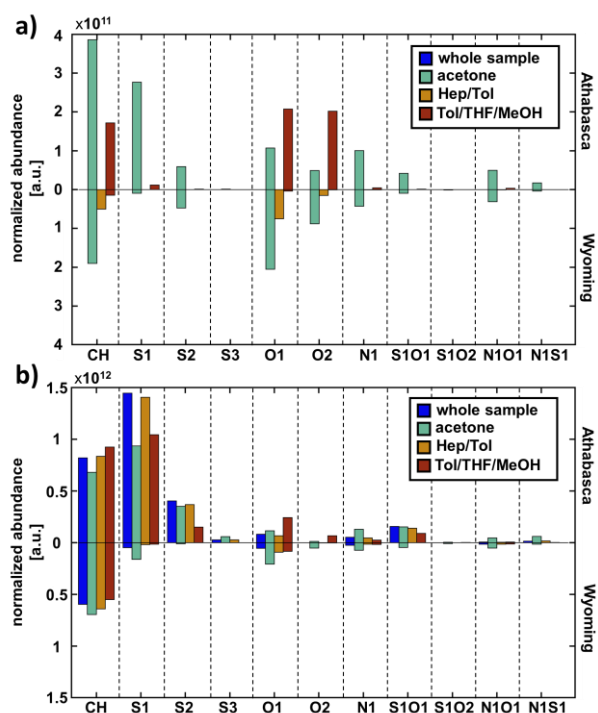 a)
×10¹¹
4
3
2
1
0
1
2
3
4
normalized abundance
[a.u.]
whole sample
acetone
Hep/Tol
Tol/THF/MeOH
Athabasca
Wyoming
CH S1 S2 S3 O1 O2 N1 S1O1 S1O2 N1O1 N1S1
b)
×10¹²
1.5
1
0.5
0
0.5
1
1.5
normalized abundance
[a.u.]
whole sample
acetone
Hep/Tol
Tol/THF/MeOH
Athabasca
Wyoming
CH S1 S2 S3 O1 O2 N1 S1O1 S1O2 N1O1 N1S1